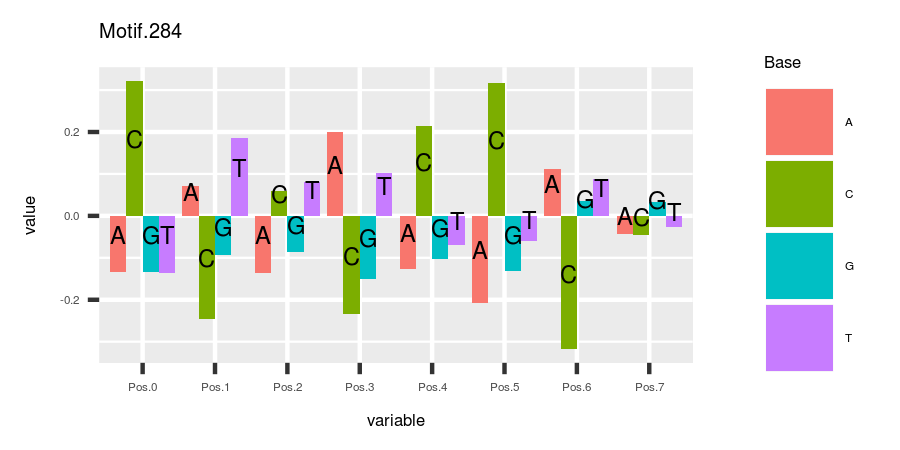 Motif.284
Base
A
C
G
T
value
0.2
0.0
-0.2
A C G T A C G T A C G T A C G T A C G T A C G T A C G T A C G T
Pos.0 Pos.1 Pos.2 Pos.3 Pos.4 Pos.5 Pos.6 Pos.7
variable